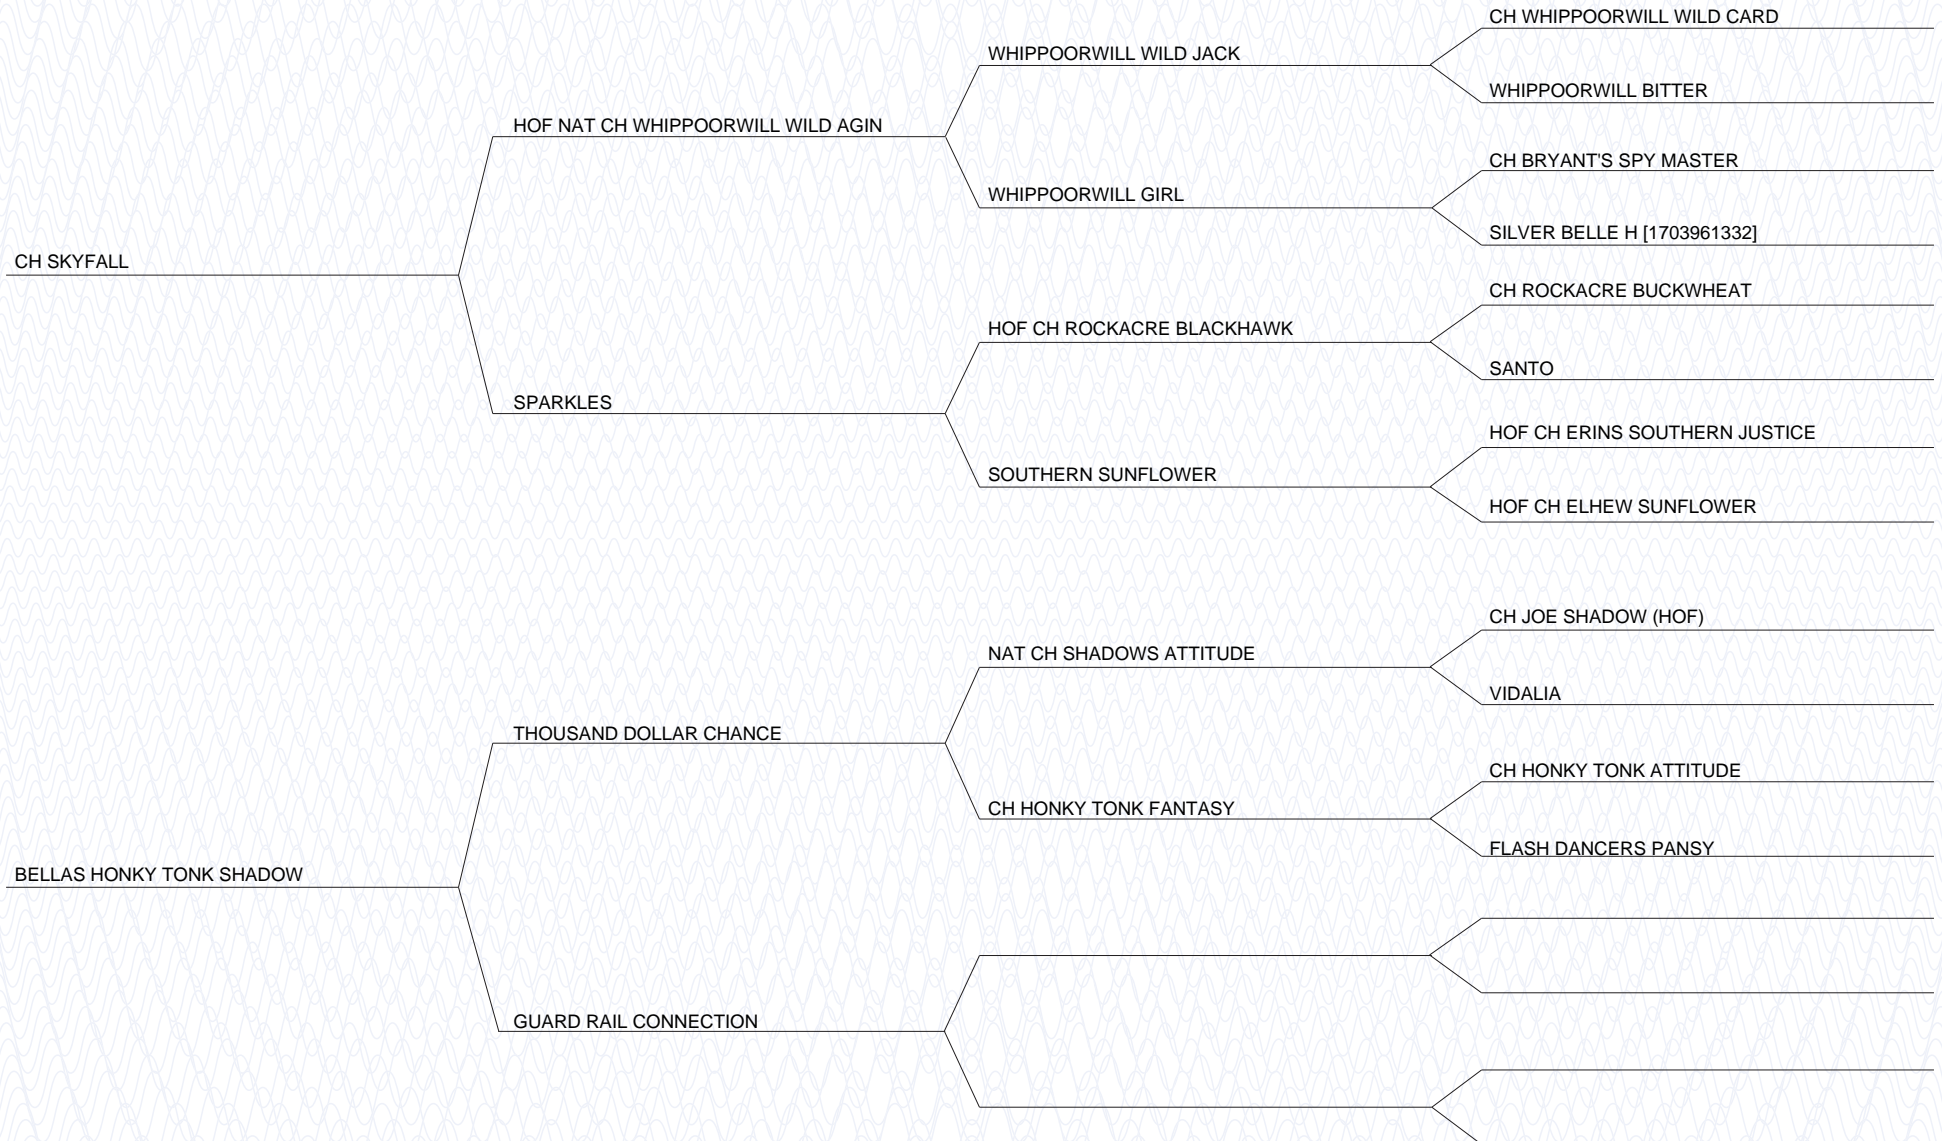 CH WHIPPOORWILL WILD CARD
WHIPPOORWILL WILD JACK
WHIPPOORWILL BITTER
HOF NAT CH WHIPPOORWILL WILD AGIN
CH BRYANT'S SPY MASTER
WHIPPOORWILL GIRL
SILVER BELLE H [1703961332]
CH SKYFALL
CH ROCKACRE BUCKWHEAT
HOF CH ROCKACRE BLACKHAWK
SANTO
SPARKLES
HOF CH ERINS SOUTHERN JUSTICE
SOUTHERN SUNFLOWER
HOF CH ELHEW SUNFLOWER
CH JOE SHADOW (HOF)
NAT CH SHADOWS ATTITUDE
VIDALIA
THOUSAND DOLLAR CHANCE
CH HONKY TONK ATTITUDE
CH HONKY TONK FANTASY
FLASH DANCERS PANSY
BELLAS HONKY TONK SHADOW
GUARD RAIL CONNECTION